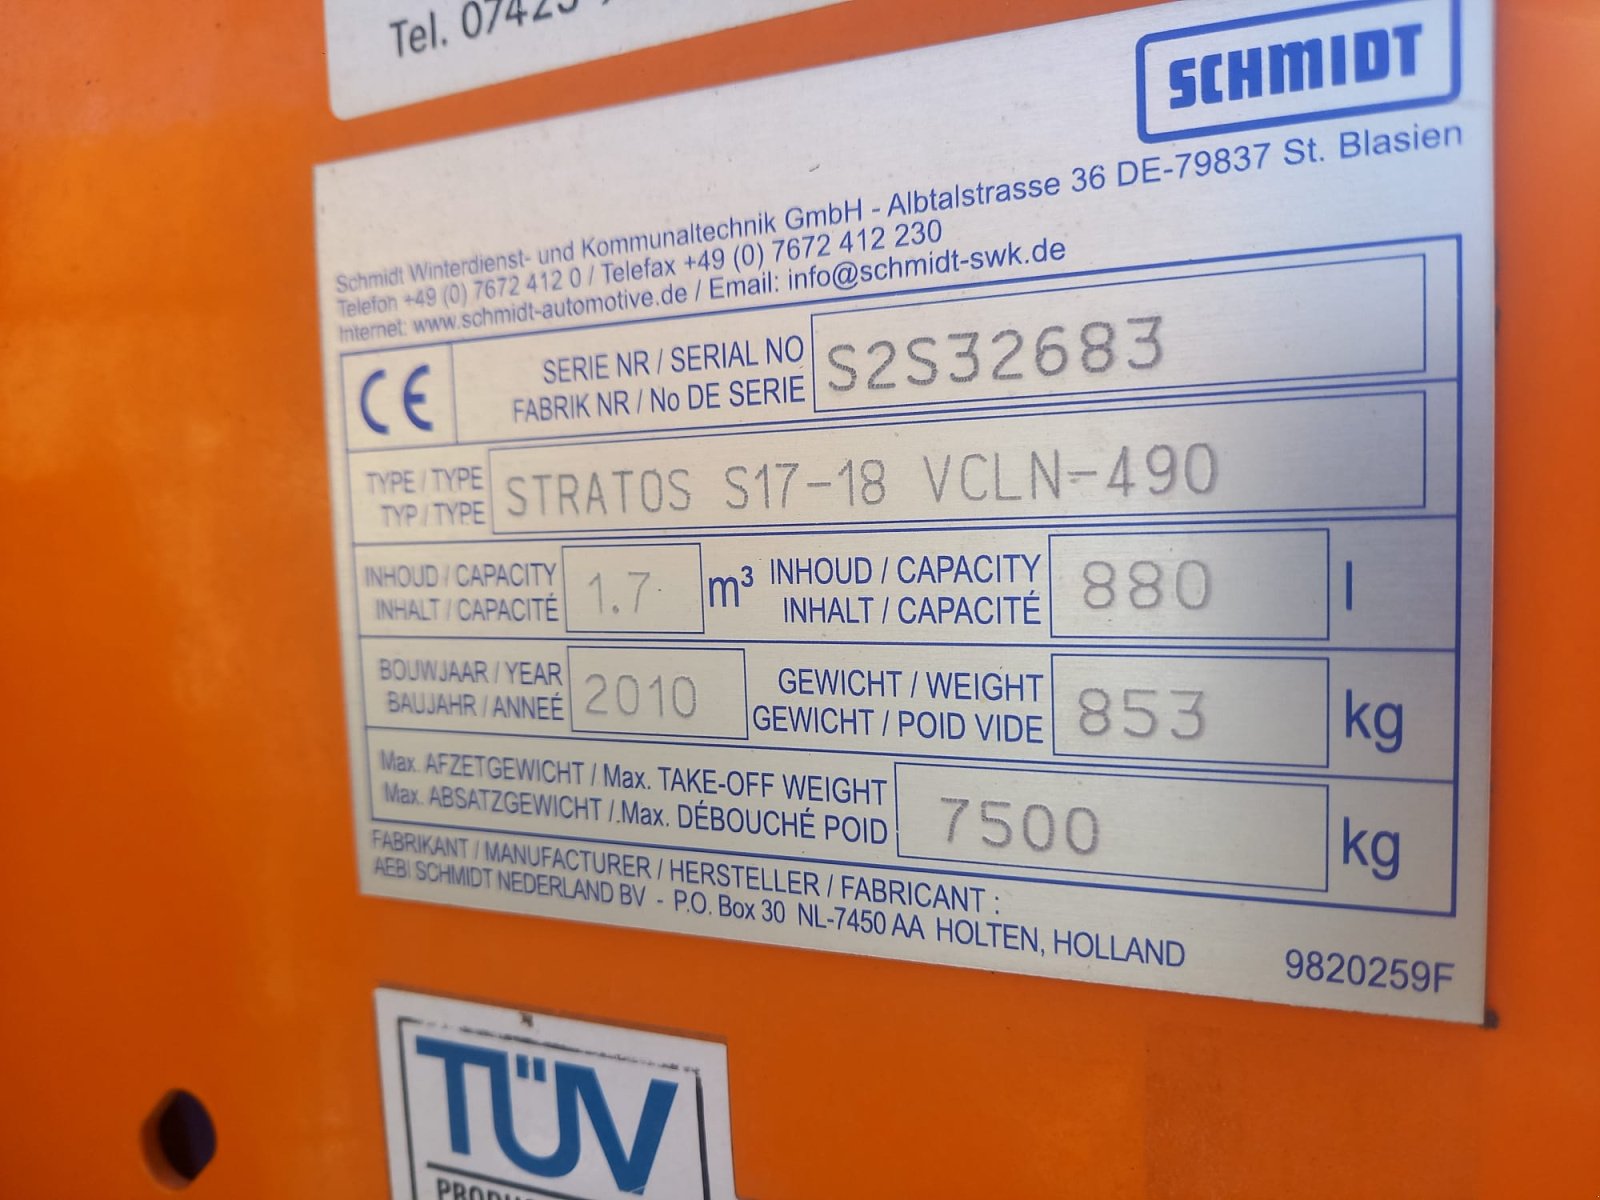 Tel. 07425
SCHMIDT
Schmidt Winterdienst- und Kommunaltechnik GmbH - Albtalstrasse 36 DE-79837 St. Blasien
Telefon +49 (0) 7672 412 0 / Telefax +49 (0) 7672 412 230
Internet: www.schmidt-automotive.de / Email: info@schmidt-swk.de
CE
SERIE NR / SERIAL NO
FABRIK NR / No DE SERIE
S2S32683
TYPE / TYPE
TYP / TYPE
STRATOS S17-18 VCLN-490
INHOUD / CAPACITY
INHALT / CAPACITÉ
1.7
m³
INHOUD / CAPACITY
INHALT / CAPACITÉ
880
l
BOUWJAAR / YEAR
BAUJAHR / ANNEÉ
2010
GEWICHT / WEIGHT
GEWICHT / POID VIDE
853
kg
Max. AFZETGEWICHT / Max. TAKE-OFF WEIGHT
Max. ABSATZGEWICHT /.Max. DÉBOUCHÉ POID
7500
kg
FABRIKANT / MANUFACTURER / HERSTELLER / FABRICANT :
AEBI SCHMIDT NEDERLAND BV - P.O. Box 30 NL-7450 AA HOLTEN, HOLLAND
9820259F
TÜV